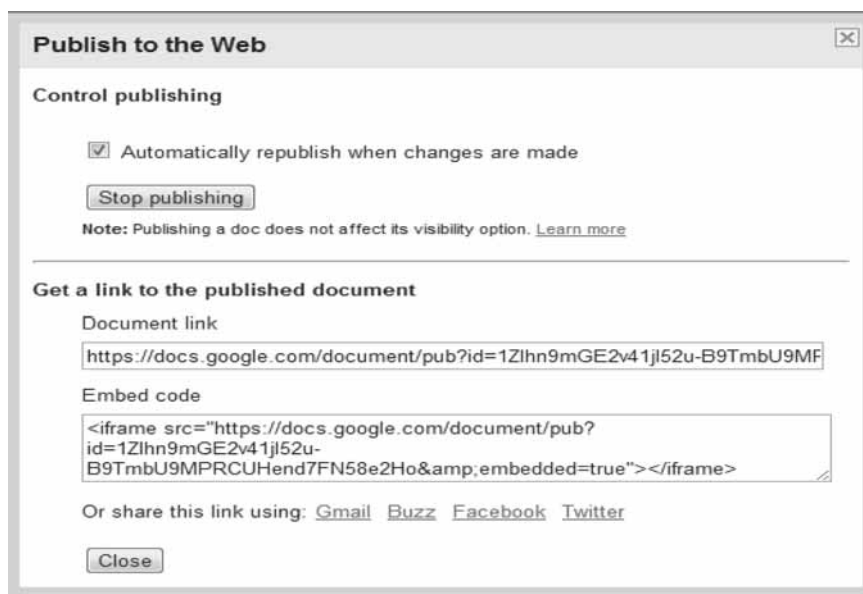 Publish to the Web
Control publishing
Automatically republish when changes are made
Stop publishing
Note: Publishing a doc does not affect its visibility option. Learn more
Get a link to the published document
Document link
https://docs.google.com/document/pub?id=1Zlhn9mGE2v41jl52u-B9TmbU9MF
Embed code
<iframe src="https://docs.google.com/document/pub?
id=1Zlhn9mGE2v41jl52u-
B9TmbU9MPRCUHend7FN58e2Ho&amp;embedded=true"></iframe>
Or share this link using: Gmail Buzz Facebook Twitter
Close